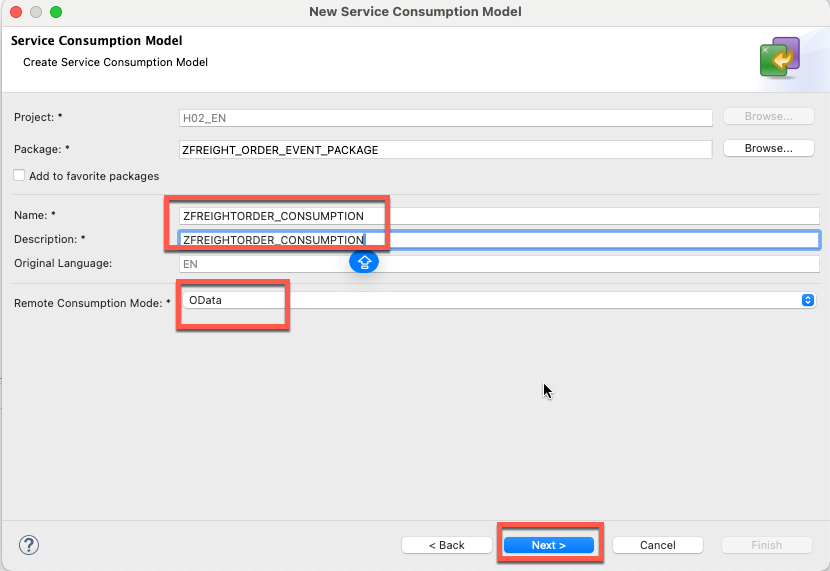 New Service Consumption Model
Service Consumption Model
Create Service Consumption Model
Project: * H02_EN Browse...
Package: * ZFREIGHT_ORDER_EVENT_PACKAGE Browse...
Add to favorite packages
Name: * ZFREIGHTORDER_CONSUMPTION
Description: * ZFREIGHTORDER_CONSUMPTION
Original Language: EN
Remote Consumption Mode: * OData
? < Back Next > Cancel Finish